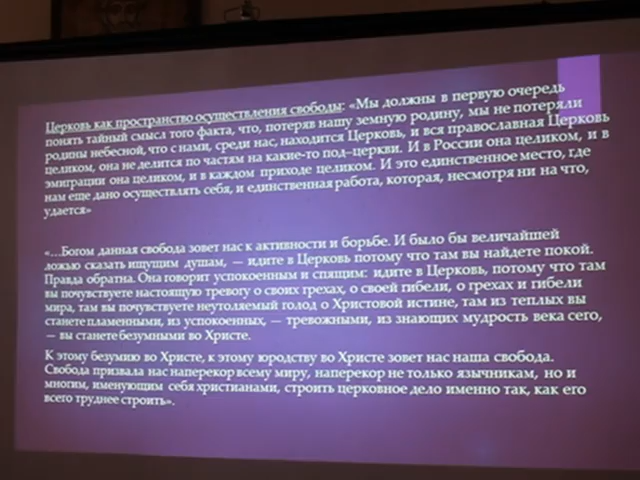 Церковь как пространство осуществления свободы: «Мы должны в первую очередь
понять тайный смысл того факта, что, потеряв нашу земную родину, мы не потеряли
родины небесной, что с нами, среди нас, находится Церковь, и вся православная Церковь
целиком, она не делится по частям на какие-то под–церкви. И в России она целиком, и в
эмиграции она целиком, и в каждом приходе целиком. И это единственное место, где
нам еще дано осуществлять себя, и единственная работа, которая, несмотря ни на что,
удается»
«...Богом данная свобода зовет нас к активности и борьбе. И было бы величайшей
ложью сказать ищущим душам, — идите в Церковь потому что там вы найдете покой.
Правда обратна. Она говорит успокоенным и спящим: идите в Церковь, потому что там
вы почувствуете настоящую тревогу о своих грехах, о своей гибели, о грехах и гибели
мира, там вы почувствуете неутоляемый голод о Христовой истине, там из теплых вы
станете пламенными, из успокоенных, — тревожными, из знающих мудрость века сего,
— вы станете безумными во Христе.
К этому безумию во Христе, к этому юродству во Христе зовет нас наша свобода.
Свобода призвала нас наперекор всему миру, наперекор не только язычникам, но и
многим, именующим себя христианами, строить церковное дело именно так, как его
всего труднее строить».